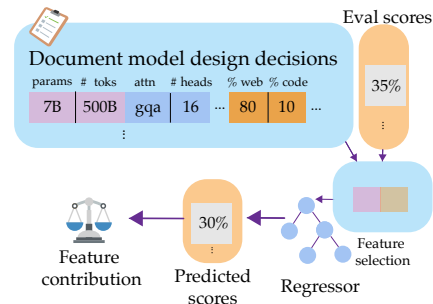 Eval scores
Document model design decisions
params # toks attn # heads % web % code
7B 500B gqa 16 ... 80 10 ...
⋮
35%
⋮
Feature
selection
Regressor
30%
⋮
Predicted
scores
Feature
contribution